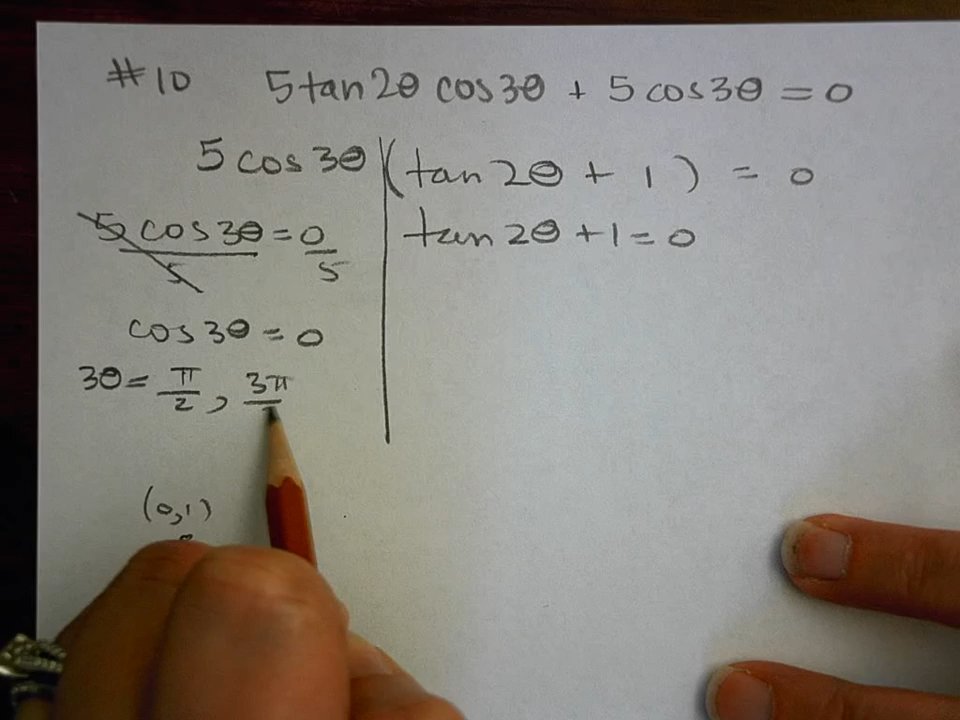 #10 5tan2θ cos3θ + 5cos3θ = 0
5cos3θ (tan2θ + 1) = 0
5cos3θ = 0
5 5
cos3θ = 0
3θ = π/2, 3π
tan2θ + 1 = 0
(0,1)